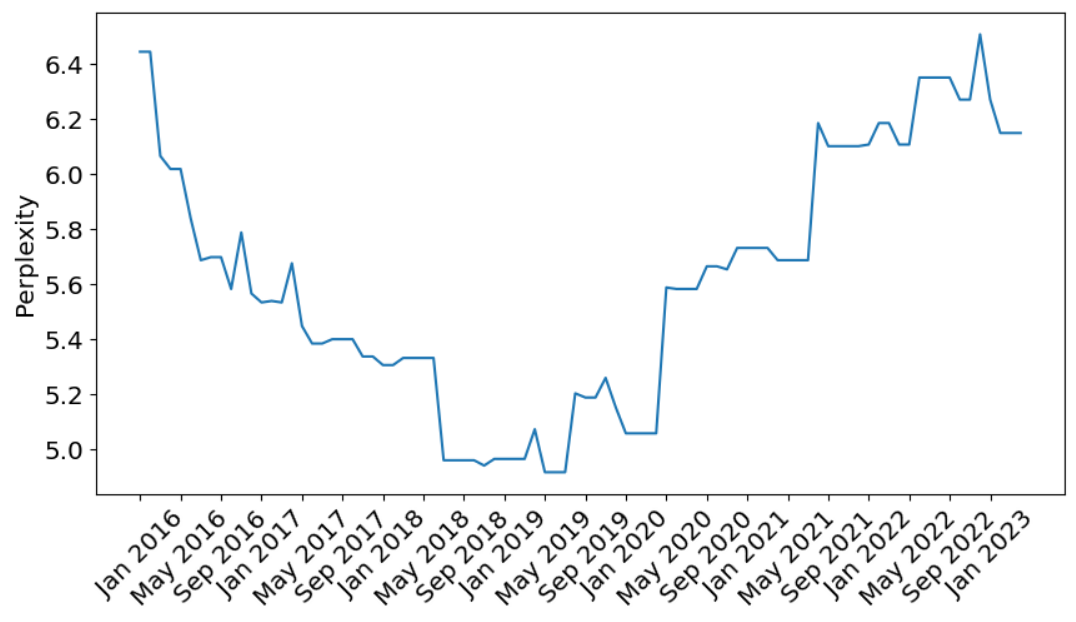 6.4
6.2
6.0
5.8
5.6
5.4
5.2
5.0
Perplexity
Jan 2016
May 2016
Sep 2016
Jan 2017
May 2017
Sep 2017
Jan 2018
May 2018
Sep 2018
Jan 2019
May 2019
Sep 2019
Jan 2020
May 2020
Sep 2020
Jan 2021
May 2021
Sep 2021
Jan 2022
May 2022
Sep 2022
Jan 2023